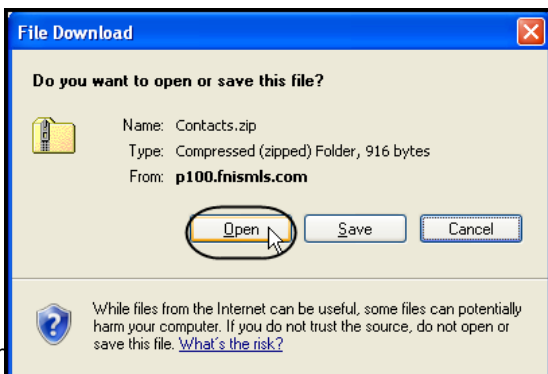 File Download
Do you want to open or save this file?
Name: Contacts.zip
Type: Compressed (zipped) Folder, 916 bytes
From: p100.fnismls.com
Open Save Cancel
While files from the Internet can be useful, some files can potentially
harm your computer. If you do not trust the source, do not open or
save this file. What's the risk?